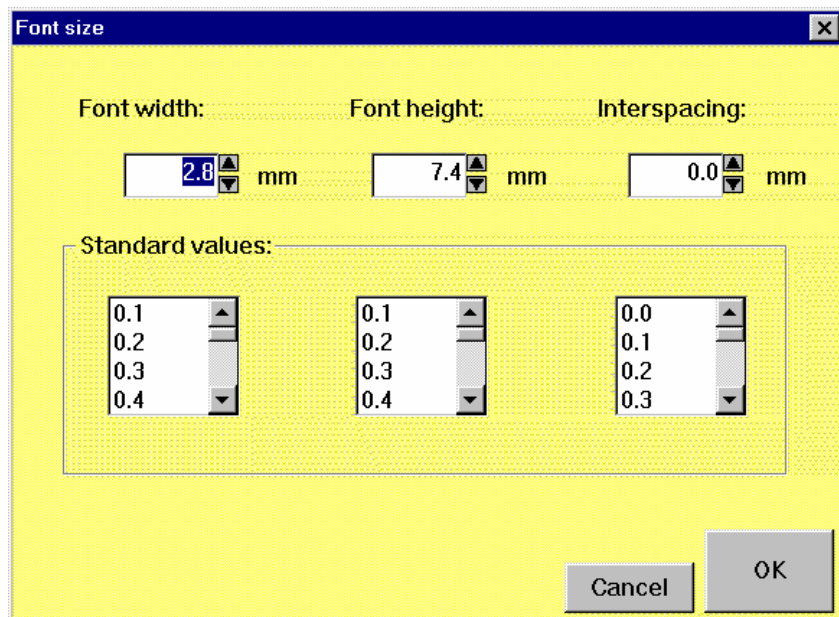 Font size
Font width: Font height: Interspacing:
2.8 mm 7.4 mm 0.0 mm
Standard values:
0.1 0.1 0.0
0.2 0.2 0.1
0.3 0.3 0.2
0.4 0.4 0.3
Cancel OK